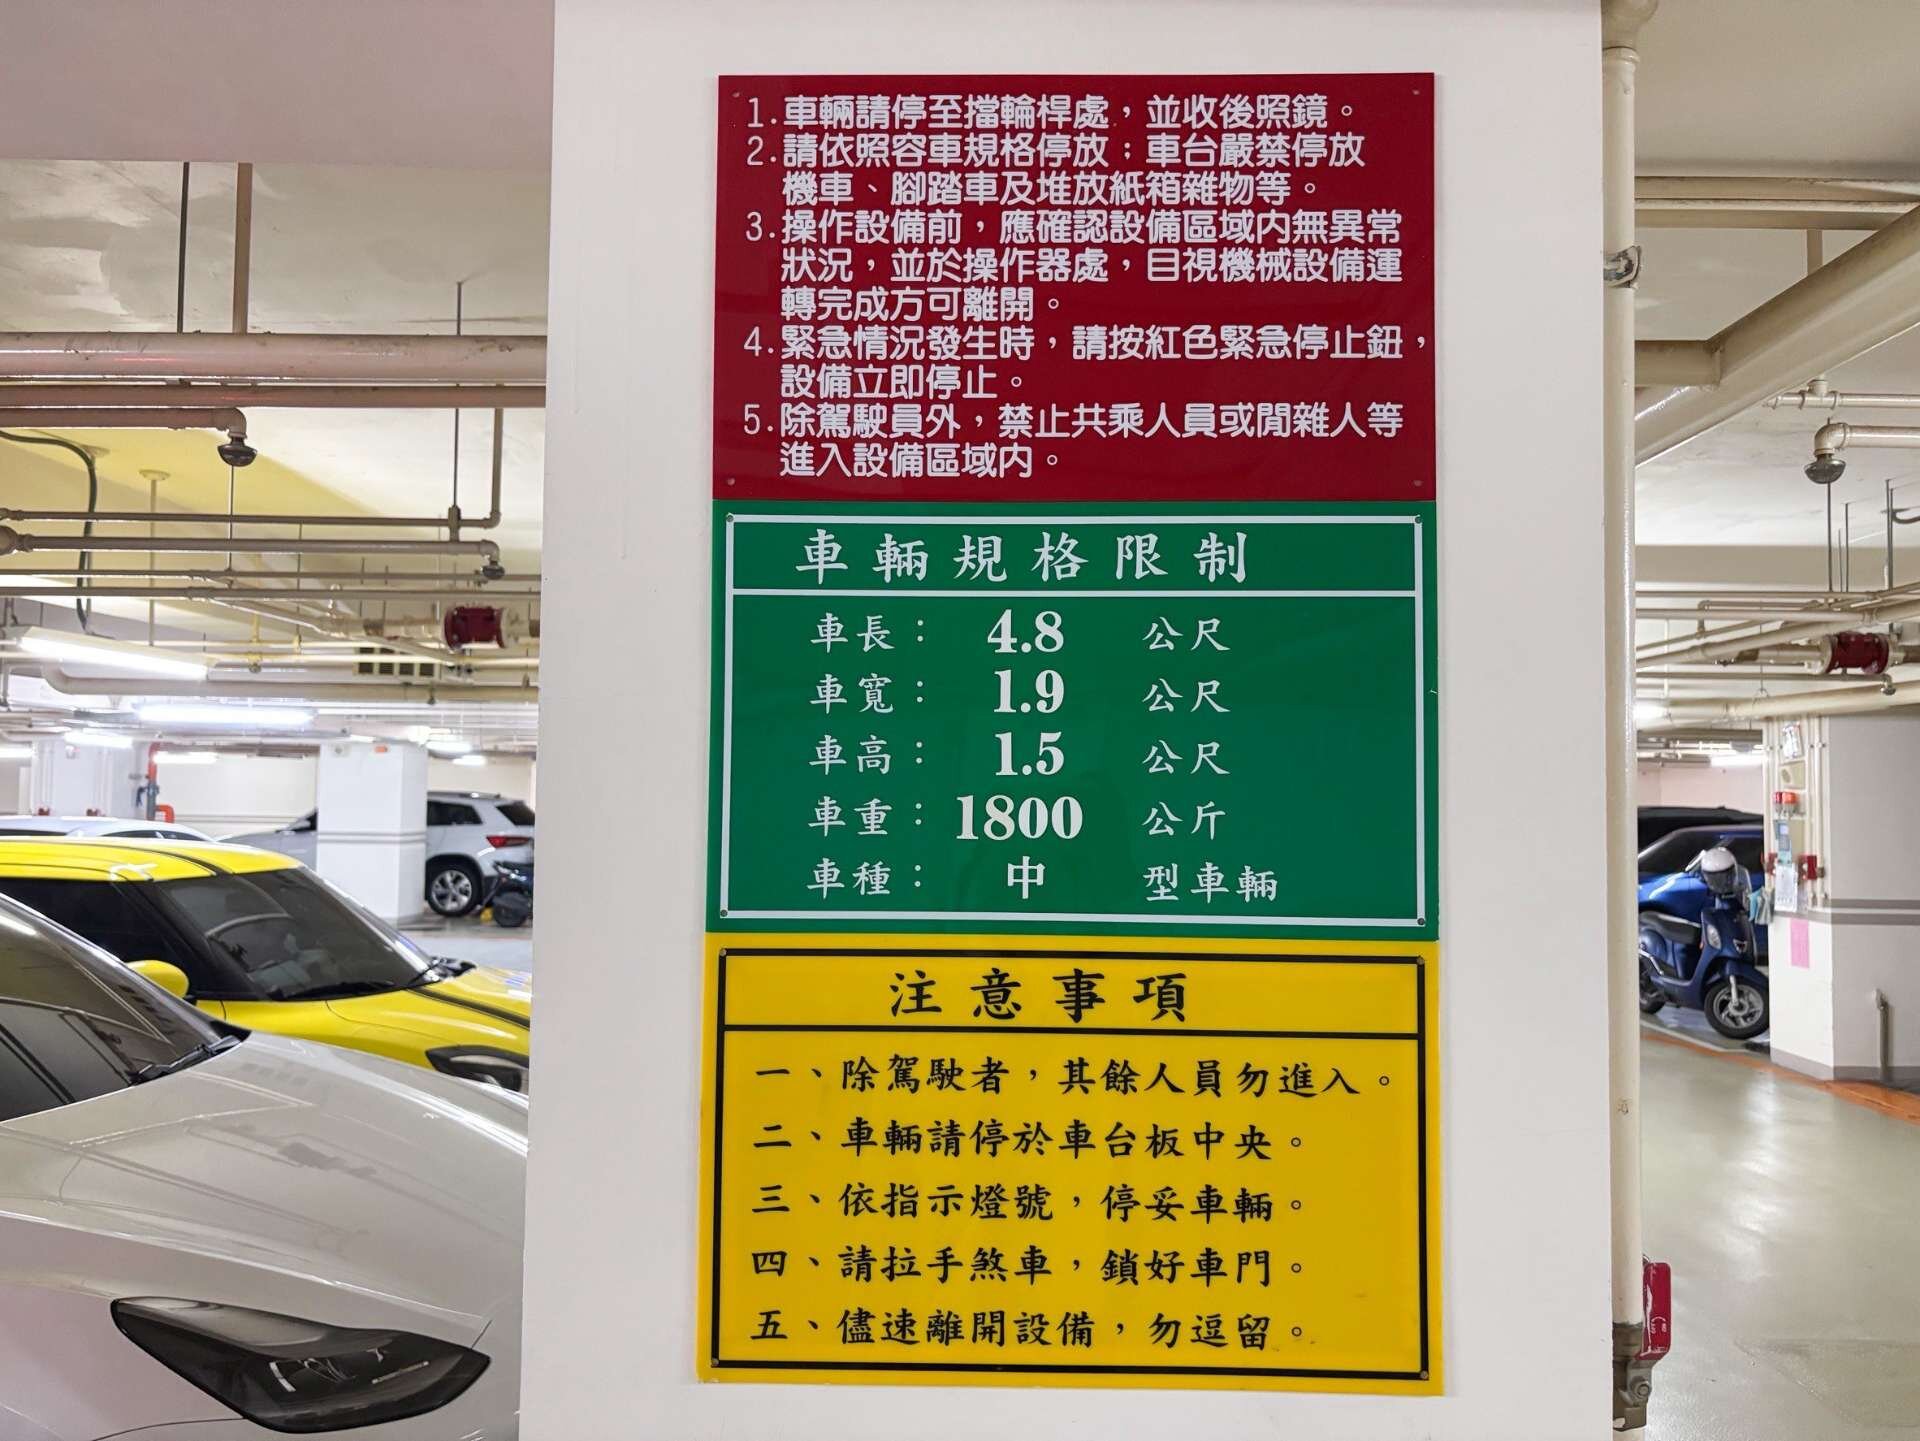 1.車輛請停至擋輪桿處，並收後照鏡。
2.請依照容車規格停放；車台嚴禁停放
機車、腳踏車及堆放紙箱雜物等。
3.操作設備前，應確認設備區域內無異常
狀況，並於操作器處，目視機械設備運
轉完成方可離開。
4.緊急情況發生時，請按紅色緊急停止鈕，
設備立即停止。
5.除駕駛員外，禁止共乘人員或閒雜人等
進入設備區域內。
車輛規格限制
車長：4.8 公尺
車寬：1.9 公尺
車高：1.5 公尺
車重：1800 公斤
車種：中 型車輛
注意事項
一、除駕駛者，其餘人員勿進入。
二、車輛請停於車台板中央。
三、依指示燈號，停妥車輛。
四、請拉手煞車，鎖好車門。
五、儘速離開設備，勿逗留。